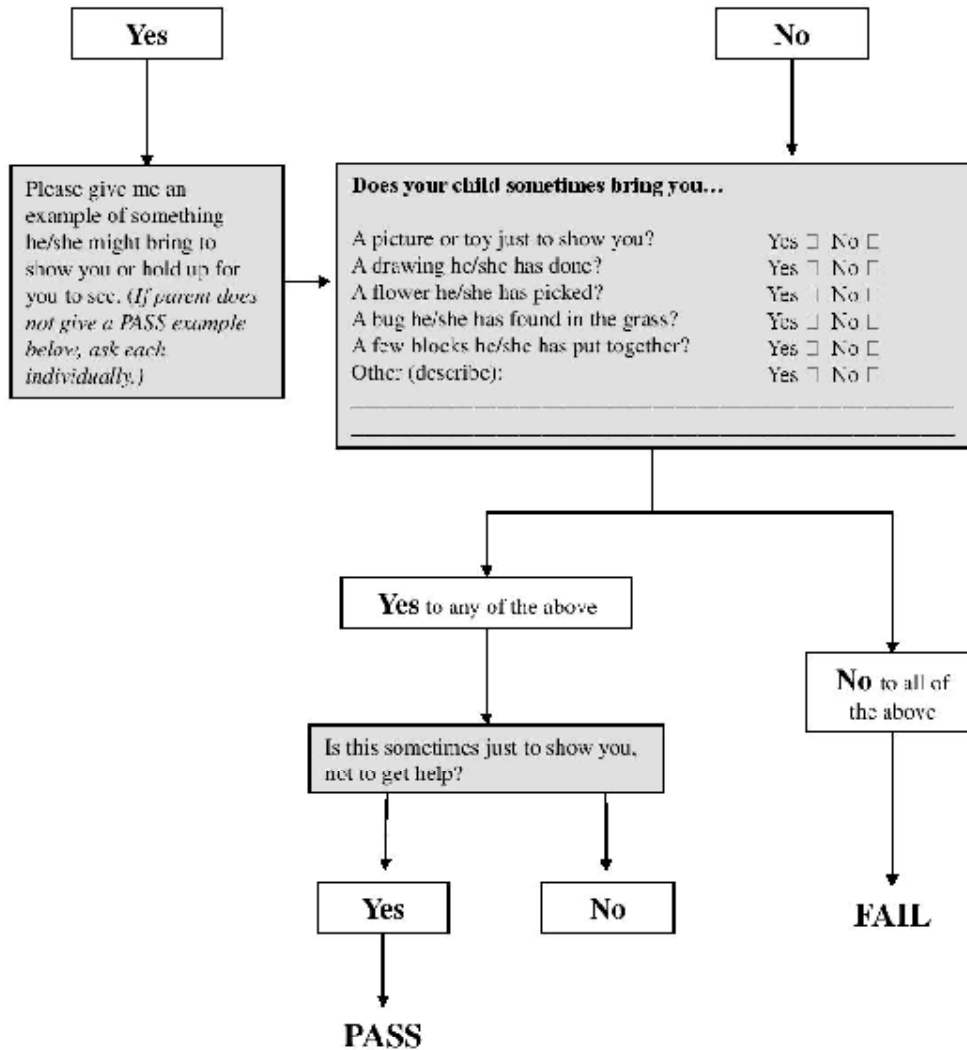 Yes
No
Please give me an
example of something
he/she might bring to
show you or hold up for
you to see. (If parent does
not give a PASS example
below, ask each
individually.)
Does your child sometimes bring you…
A picture or toy just to show you? Yes □ No □
A drawing he/she has done? Yes □ No □
A flower he/she has picked? Yes □ No □
A bug he/she has found in the grass? Yes □ No □
A few blocks he/she has put together? Yes □ No □
Other (describe): Yes □ No □
Yes to any of the above
No to all of
the above
Is this sometimes just to show you,
not to get help?
Yes
No
FAIL
PASS